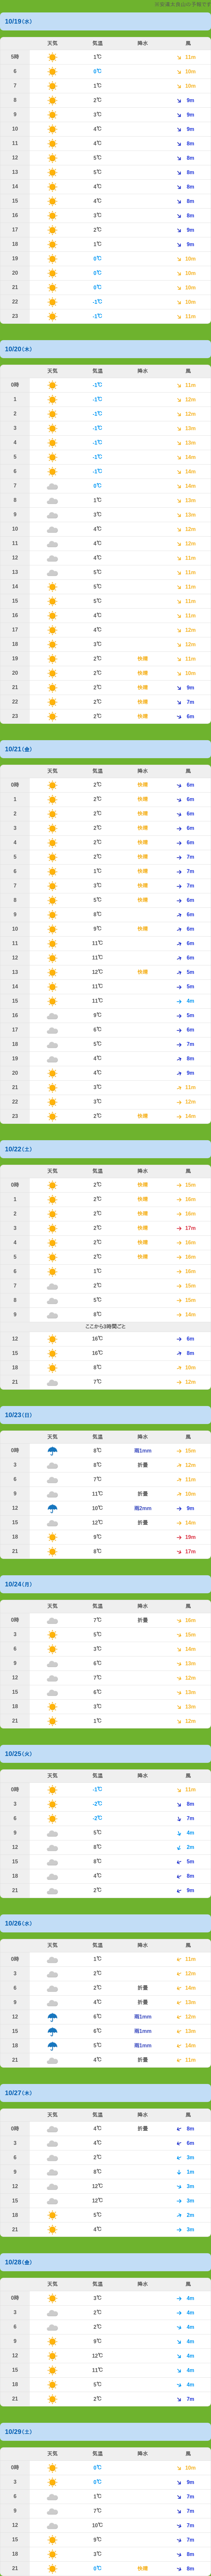 山の予報です
10/19(水)
天気 気温 降水 風
5時 1℃ 11m
6 0℃ 10m
7 1℃ 10m
8 2℃ 9m
9 3℃ 9m
10 4℃ 9m
11 4℃ 8m
12 5℃ 8m
13 5℃ 8m
14 4℃ 8m
15 4℃ 8m
16 3℃ 8m
17 2℃ 9m
18 1℃ 9m
19 0℃ 10m
20 0℃ 10m
21 0℃ 10m
22 -1℃ 10m
23 -1℃ 11m
10/20(木)
天気 気温 降水 風
0時 -1℃ 11m
1 -1℃ 12m
2 -1℃ 12m
3 -1℃ 13m
4 -1℃ 13m
5 -1℃ 14m
6 -1℃ 14m
7 0℃ 14m
8 1℃ 13m
9 3℃ 13m
10 4℃ 12m
11 4℃ 12m
12 4℃ 11m
13 5℃ 11m
14 5℃ 11m
15 5℃ 11m
16 4℃ 11m
17 4℃ 12m
18 3℃ 12m
19 2℃ 快燥 11m
20 2℃ 快燥 10m
21 2℃ 快燥 9m
22 2℃ 快燥 7m
23 2℃ 快燥 6m
10/21(金)
天気 気温 降水 風
0時 2℃ 快燥 6m
1 2℃ 快燥 6m
2 2℃ 快燥 6m
3 2℃ 快燥 6m
4 2℃ 快燥 6m
5 2℃ 快燥 7m
6 1℃ 快燥 7m
7 3℃ 快燥 7m
8 5℃ 快燥 6m
9 8℃ 6m
10 9℃ 快燥 6m
11 11℃ 6m
12 11℃ 6m
13 12℃ 快燥 5m
14 11℃ 5m
15 11℃ 4m
16 9℃ 5m
17 6℃ 6m
18 5℃ 7m
19 4℃ 8m
20 4℃ 9m
21 3℃ 11m
22 3℃ 12m
23 2℃ 快燥 14m
10/22(土)
天気 気温 降水 風
0時 2℃ 快燥 15m
1 2℃ 快燥 16m
2 2℃ 快燥 16m
3 2℃ 快燥 17m
4 2℃ 快燥 16m
5 2℃ 快燥 16m
6 1℃ 16m
7 2℃ 15m
8 5℃ 15m
9 8℃ 14m
ここから3時間ごと
12 16℃ 6m
15 16℃ 8m
18 8℃ 10m
21 7℃ 12m
10/23(日)
天気 気温 降水 風
0時 8℃ 雨1mm 15m
3 8℃ 折畳 12m
6 7℃ 11m
9 11℃ 折畳 10m
12 10℃ 雨2mm 9m
15 12℃ 折畳 14m
18 9℃ 19m
21 8℃ 17m
10/24(月)
天気 気温 降水 風
0時 7℃ 折畳 16m
3 5℃ 15m
6 3℃ 14m
9 6℃ 13m
12 7℃ 12m
15 6℃ 13m
18 3℃ 13m
21 1℃ 12m
10/25(火)
天気 気温 降水 風
0時 -1℃ 11m
3 -2℃ 8m
6 -2℃ 7m
9 5℃ 4m
12 8℃ 2m
15 8℃ 5m
18 4℃ 8m
21 2℃ 9m
10/26(水)
天気 気温 降水 風
0時 1℃ 11m
3 2℃ 12m
6 2℃ 折畳 14m
9 4℃ 折畳 13m
12 6℃ 雨1mm 12m
15 6℃ 雨1mm 13m
18 5℃ 雨1mm 14m
21 4℃ 折畳 11m
10/27(木)
天気 気温 降水 風
0時 4℃ 折畳 8m
3 4℃ 6m
6 2℃ 3m
9 8℃ 1m
12 12℃ 3m
15 12℃ 3m
18 5℃ 2m
21 4℃ 3m
10/28(金)
天気 気温 降水 風
0時 3℃ 4m
3 2℃ 4m
6 2℃ 4m
9 9℃ 4m
12 12℃ 4m
15 11℃ 4m
18 5℃ 4m
21 2℃ 7m
10/29(土)
天気 気温 降水 風
0時 0℃ 10m
3 0℃ 9m
6 1℃ 7m
9 7℃ 7m
12 10℃ 7m
15 9℃ 7m
18 3℃ 8m
21 0℃ 快燥 8m